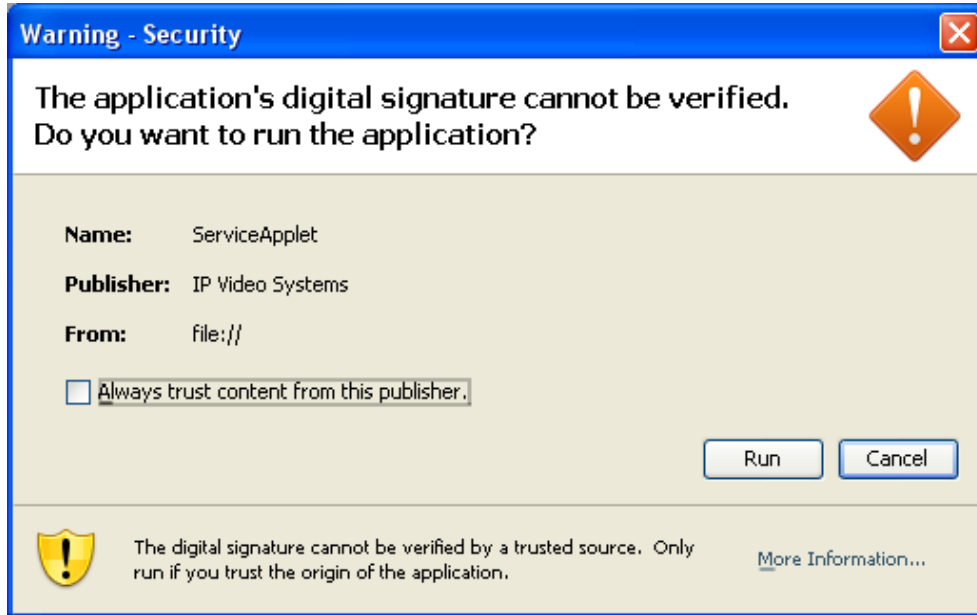 Warning - Security
The application's digital signature cannot be verified.
Do you want to run the application?
Name: ServiceApplet
Publisher: IP Video Systems
From: file://
Always trust content from this publisher.
Run Cancel
The digital signature cannot be verified by a trusted source. Only
run if you trust the origin of the application.
More Information...